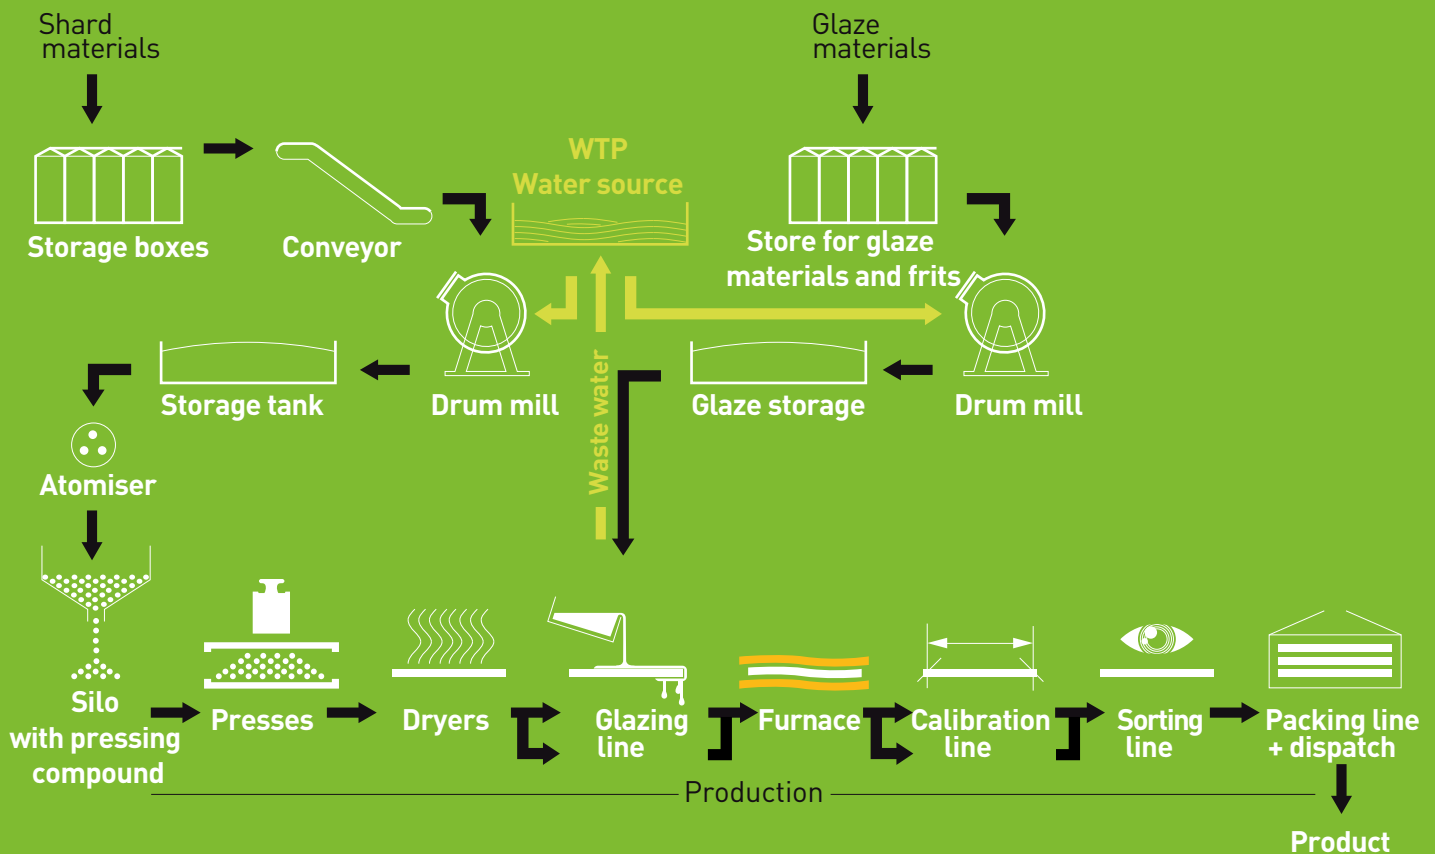 Shard
materials
Glaze
materials
WTP
Water source
Storage boxes
Conveyor
Store for glaze
materials and frits
Storage tank
Drum mill
Waste water
Glaze storage
Drum mill
Atomiser
Silo
with pressing
compound
Presses
Dryers
Glazing
line
Furnace
Calibration
line
Sorting
line
Packing line
+ dispatch
Production
Product